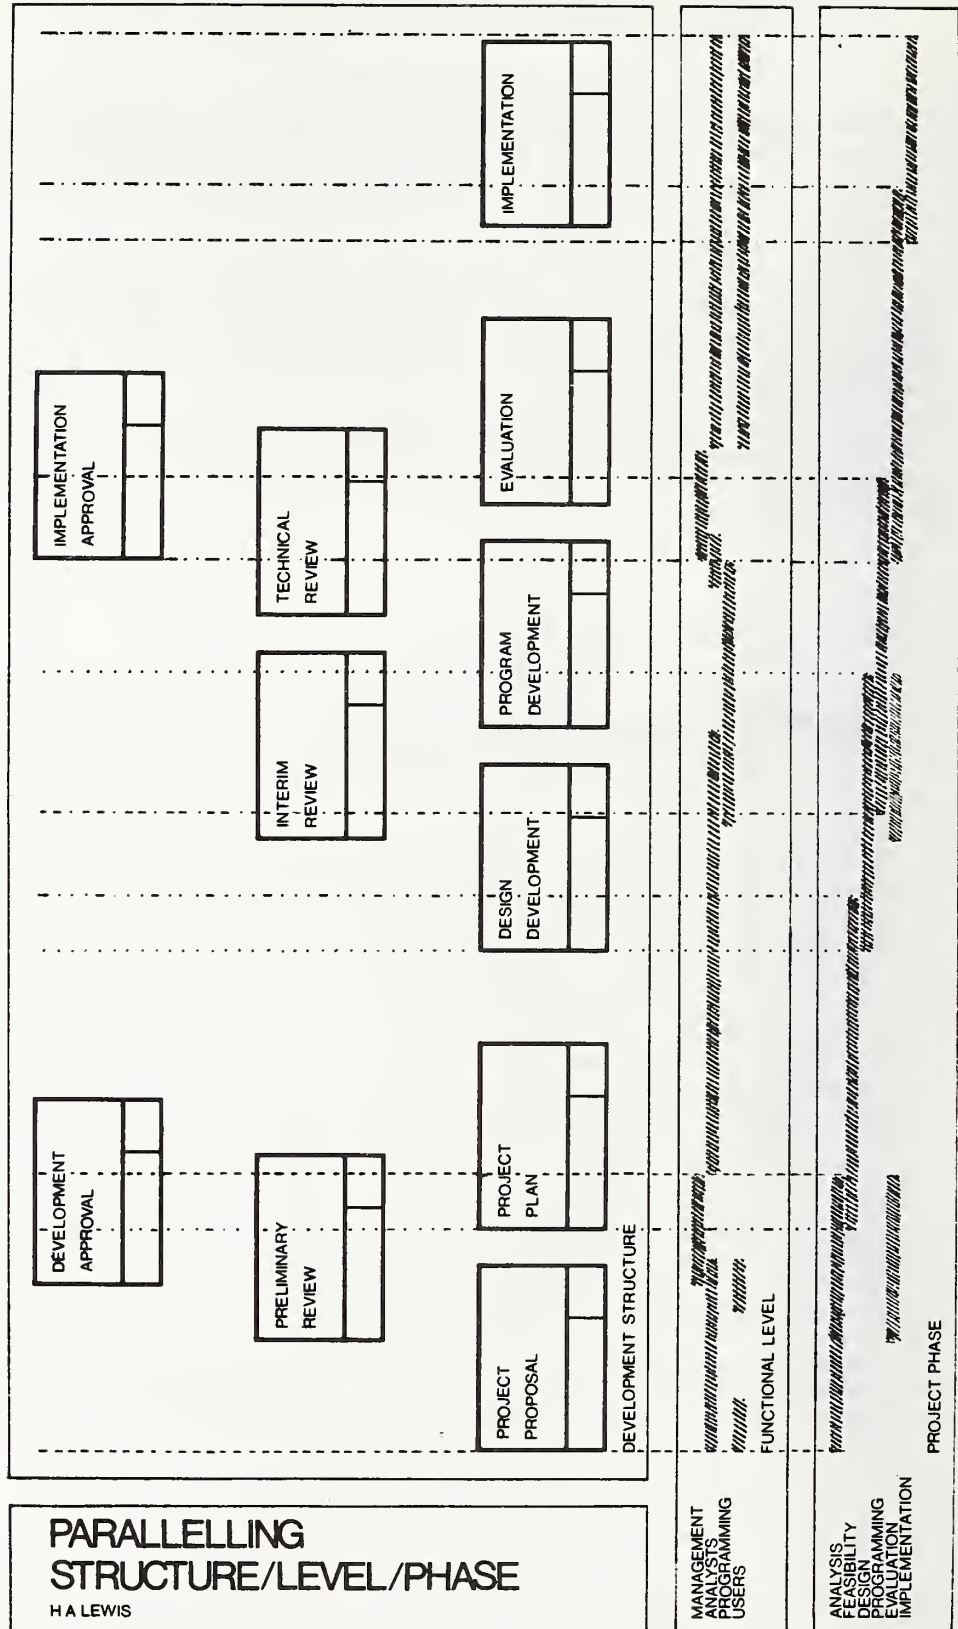 PARALLELLING
STRUCTURE/LEVEL/PHASE
H A LEWIS
DEVELOPMENT
APPROVAL
IMPLEMENTATION
APPROVAL
PRELIMINARY
REVIEW
INTERIM
REVIEW
TECHNICAL
REVIEW
PROJECT
PROPOSAL
PROJECT
PLAN
DESIGN
DEVELOPMENT
PROGRAM
DEVELOPMENT
EVALUATION
IMPLEMENTATION
DEVELOPMENT STRUCTURE
MANAGEMENT
ANALYSTS
PROGRAMMING
USERS
FUNCTIONAL LEVEL
ANALYSIS
FEASIBILITY
DESIGN
PROGRAMMING
EVALUATION
IMPLEMENTATION
PROJECT PHASE